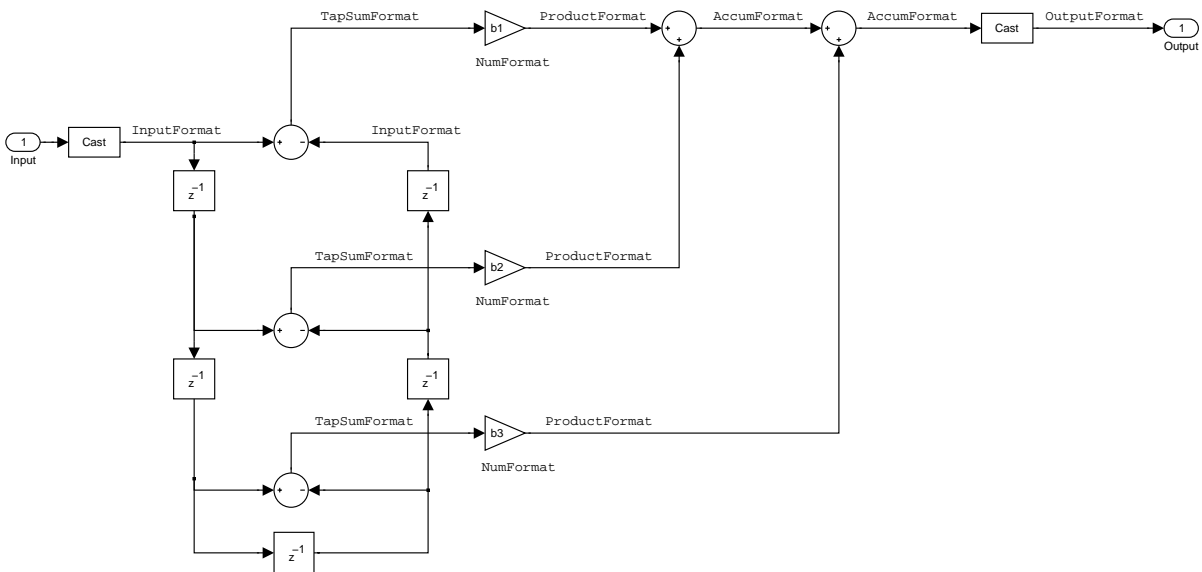 TapSumFormat
b1
ProductFormat
AccumFormat
AccumFormat
OutputFormat
+
+
+
+
Cast
1
Output
NumFormat
1
Input
Cast
InputFormat
+
−
InputFormat
z−1
z−1
TapSumFormat
b2
ProductFormat
NumFormat
+
−
z−1
z−1
TapSumFormat
b3
ProductFormat
NumFormat
+
−
z−1